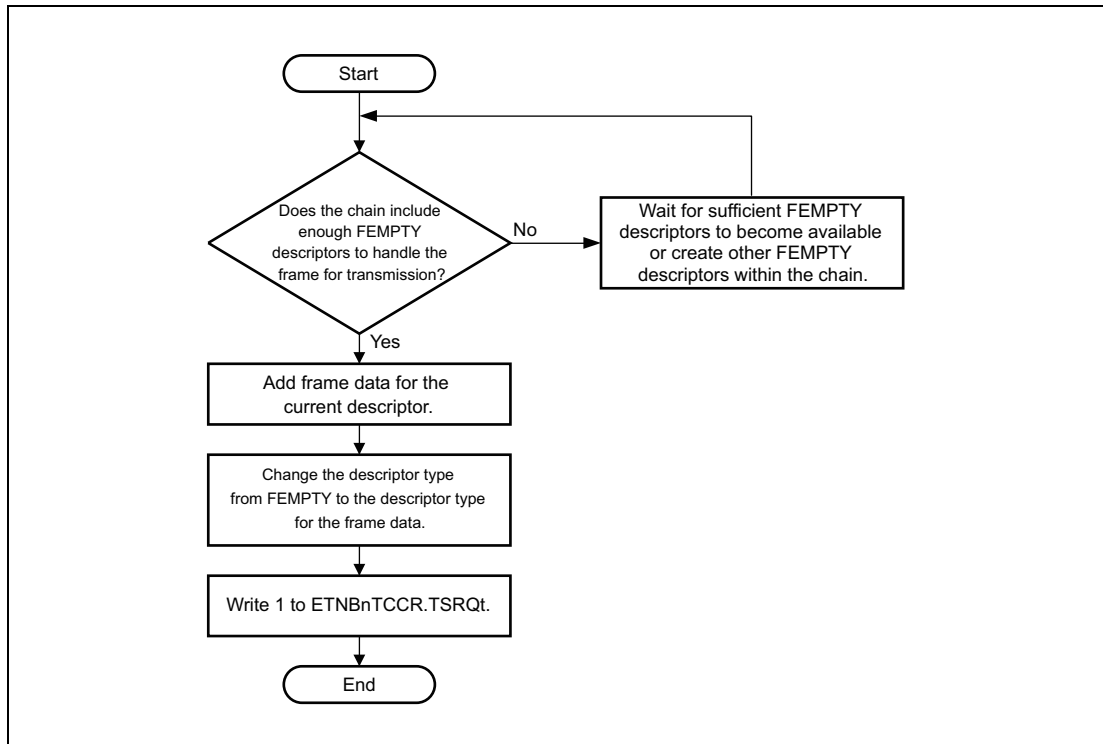 Start
Does the chain include
enough FEMPTY
descriptors to handle the
frame for transmission?
No
Wait for sufficient FEMPTY
descriptors to become available
or create other FEMPTY
descriptors within the chain.
Yes
Add frame data for the
current descriptor.
Change the descriptor type
from FEMPTY to the descriptor type
for the frame data.
Write 1 to ETNBnTCCR.TSRQt.
End